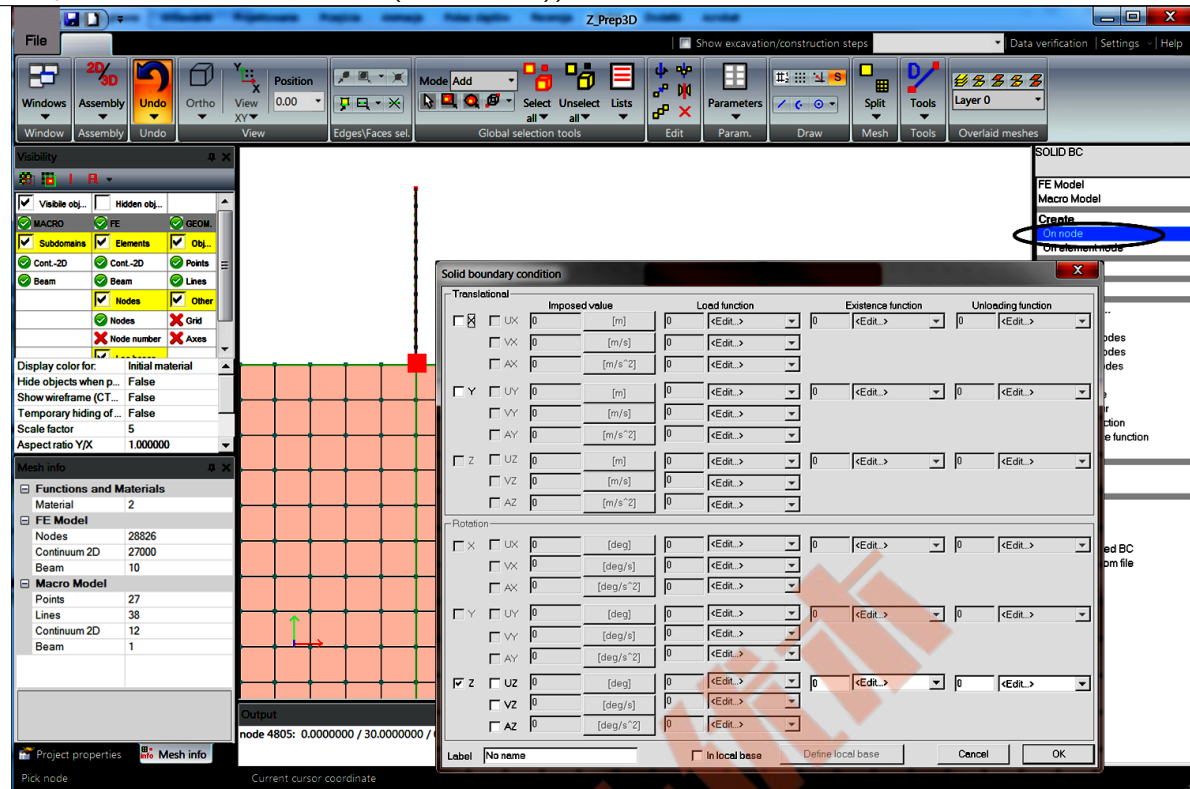 Z_Prep3D
File
Show excavation/construction steps
Data verification | Settings | Help
Windows Assembly Undo Ortho View XY Position 0.00
Mode Add
Select all Unselect all Lists
Parameters
Split Tools
Layer 0
Window Assembly Undo View Edges\Faces sel. Global selection tools Edit Param. Draw Mesh Tools Overlaid meshes
Visibility
Visible obj... Hidden obj...
MACRO FE GEOM.
Subdomains Elements Obj...
Cont.-2D Cont.-2D Points
Beam Beam Lines
Nodes Other
Nodes Grid
Node number Axes
Display color for: Initial material
Hide objects when p... False
Show wireframe (CT... False
Temporary hiding of ... False
Scale factor 5
Aspect ratio Y/X 1.000000
Mesh info
Functions and Materials
Material 2
FE Model
Nodes 28826
Continuum 2D 27000
Beam 10
Macro Model
Points 27
Lines 38
Continuum 2D 12
Beam 1
Project properties Mesh info
Pick node
Current cursor coordinate
Output
node 4805: 0.0000000 / 30.0000000 /
SOLID BC
FE Model
Macro Model
Create
On node
On element node
Solid boundary condition
Translational
Imposed value Load function Existence function Unloading function
X UX 0 [m] 0 <Edit...> 0 <Edit...> 0 <Edit...>
VX 0 [m/s] 0 <Edit...>
AX 0 [m/s^2] 0 <Edit...>
Y UY 0 [m] 0 <Edit...> 0 <Edit...> 0 <Edit...>
VY 0 [m/s] 0 <Edit...>
AY 0 [m/s^2] 0 <Edit...>
Z UZ 0 [m] 0 <Edit...> 0 <Edit...> 0 <Edit...>
VZ 0 [m/s] 0 <Edit...>
AZ 0 [m/s^2] 0 <Edit...>
Rotation
X UX 0 [deg] 0 <Edit...> 0 <Edit...> 0 <Edit...>
VX 0 [deg/s] 0 <Edit...>
AX 0 [deg/s^2] 0 <Edit...>
Y UY 0 [deg] 0 <Edit...> 0 <Edit...> 0 <Edit...>
VY 0 [deg/s] 0 <Edit...>
AY 0 [deg/s^2] 0 <Edit...>
Z UZ 0 [deg] 0 <Edit...> 0 <Edit...> 0 <Edit...>
VZ 0 [deg/s] 0 <Edit...>
AZ 0 [deg/s^2] 0 <Edit...>
Label No name In local base Define local base Cancel OK